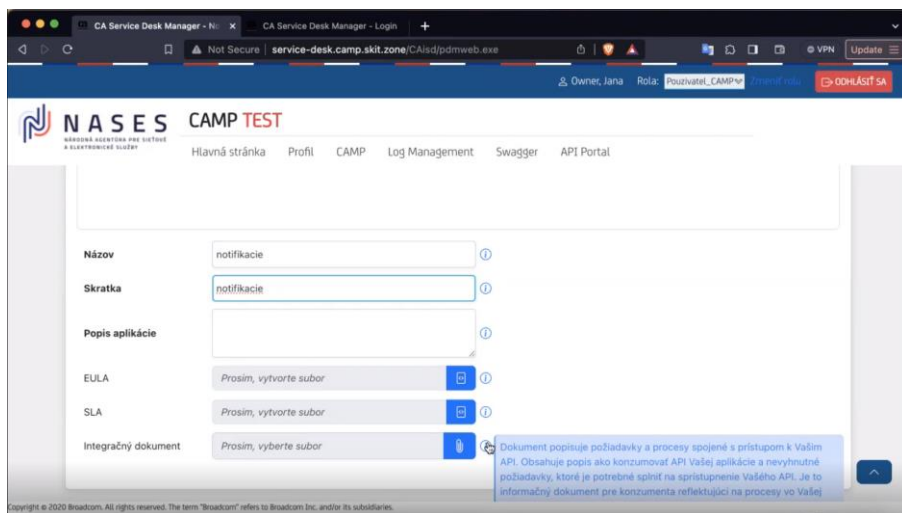 CA Service Desk Manager - N
CA Service Desk Manager - Login
Not Secure | service-desk.camp.skit.zone/CAisd/pdmweb.exe
VPN
Update
Owner, Jana
Rola:
Pouzivatel_CAMP
Zmeniť rolu
ODHLÁSIŤ SA
NASES
NÁRODNÁ AGENTÚRA PRE SIEŤOVÉ
A ELEKTRONICKÉ SLUŽBY
CAMP TEST
Hlavná stránka Profil CAMP Log Management Swagger API Portal
Názov notifikacie
Skratka notifikacie
Popis aplikácie
EULA Prosim, vytvorte subor
SLA Prosim, vytvorte subor
Integračný dokument Prosim, vyberte subor
Dokument popisuje požiadavky a procesy spojené s prístupom k Vašim
API. Obsahuje popis ako konzumovať API Vašej aplikácie a nevyhnutné
požiadavky, ktoré je potrebné splniť na sprístupnenie Vášho API. Je to
informačný dokument pre konzumenta reflektujúci na procesy vo Vašej
Copyright © 2020 Broadcom. All rights reserved. The term "Broadcom" refers to Broadcom Inc. and/or its subsidiaries.